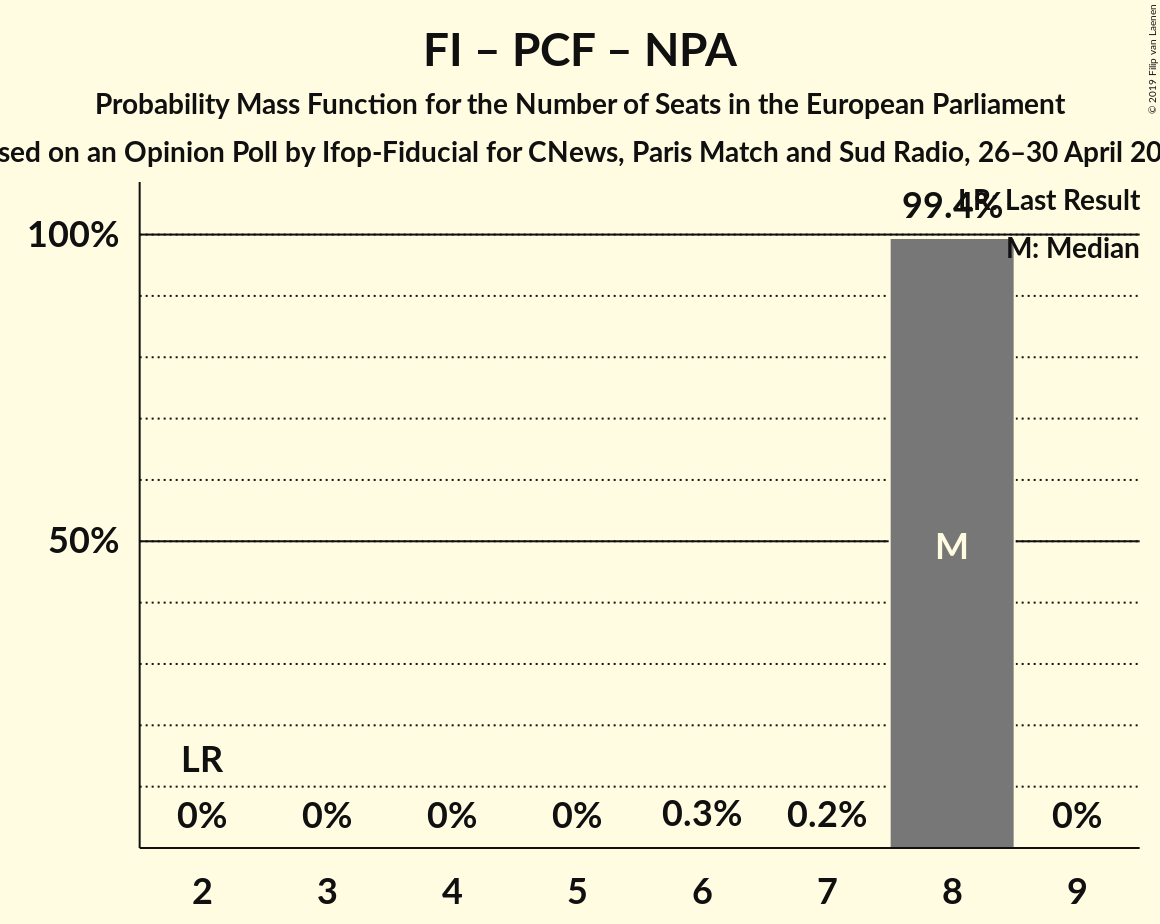 FI – PCF – NPA
Probability Mass Function for the Number of Seats in the European Parliament
sed on an Opinion Poll by Ifop-Fiducial for CNews, Paris Match and Sud Radio, 26–30 April 20
© 2019 Filip van Laenen
LR: Last Result
M: Median
99.4%
100%
50%
M
LR
0% 0% 0% 0% 0.3% 0.2% 0%
2 3 4 5 6 7 8 9